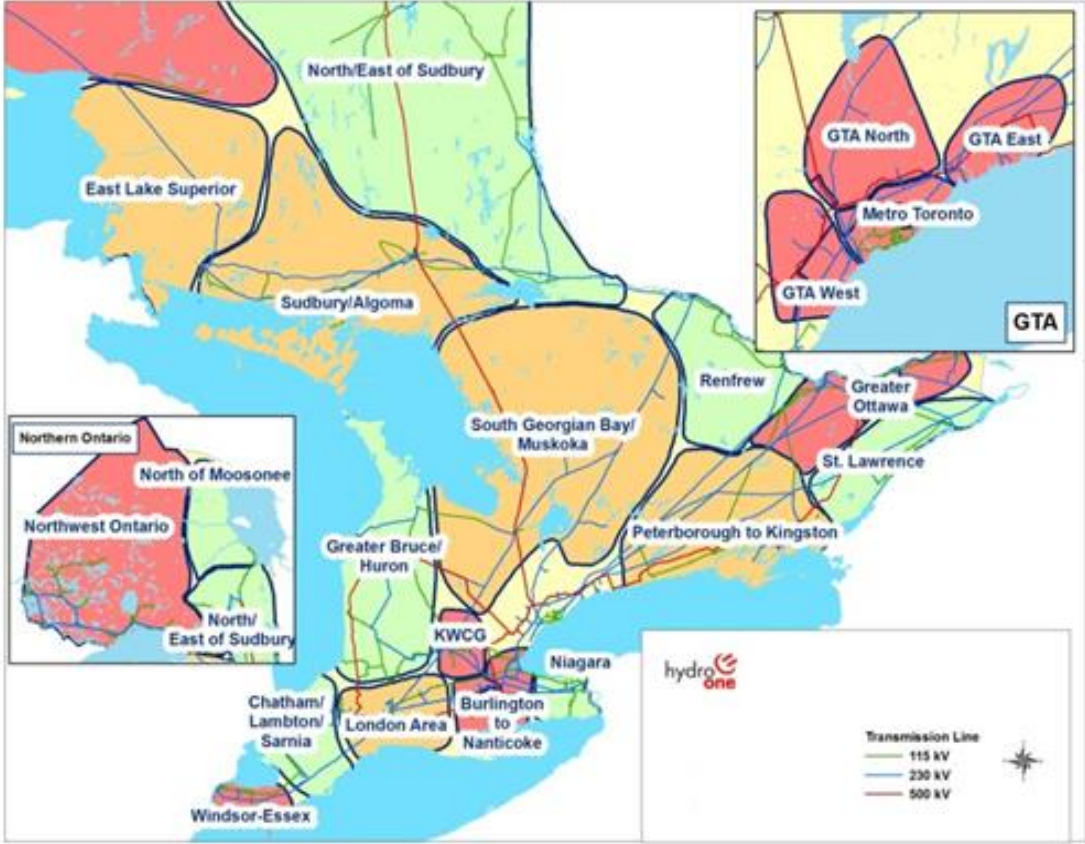 North/East of Sudbury
East Lake Superior
Sudbury/Algoma
GTA North
GTA East
Metro Toronto
GTA West
GTA
Renfrew
Greater
Ottawa
South Georgian Bay/
Muskoka
St. Lawrence
Peterborough to Kingston
Northern Ontario
North of Moosonee
Northwest Ontario
North/
East of Sudbury
Greater Bruce/
Huron
KWCG
Niagara
Chatham/
Lambton/
Sarnia
London Area
Burlington
to
Nanticoke
Windsor-Essex
hydro
one
Transmission Line
115 kV
230 kV
500 kV